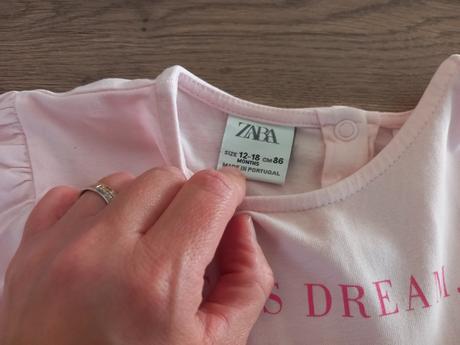 ZARA
SIZE 12-18 CM 86
MONTHS
MADE IN PORTUGAL
S DREAM